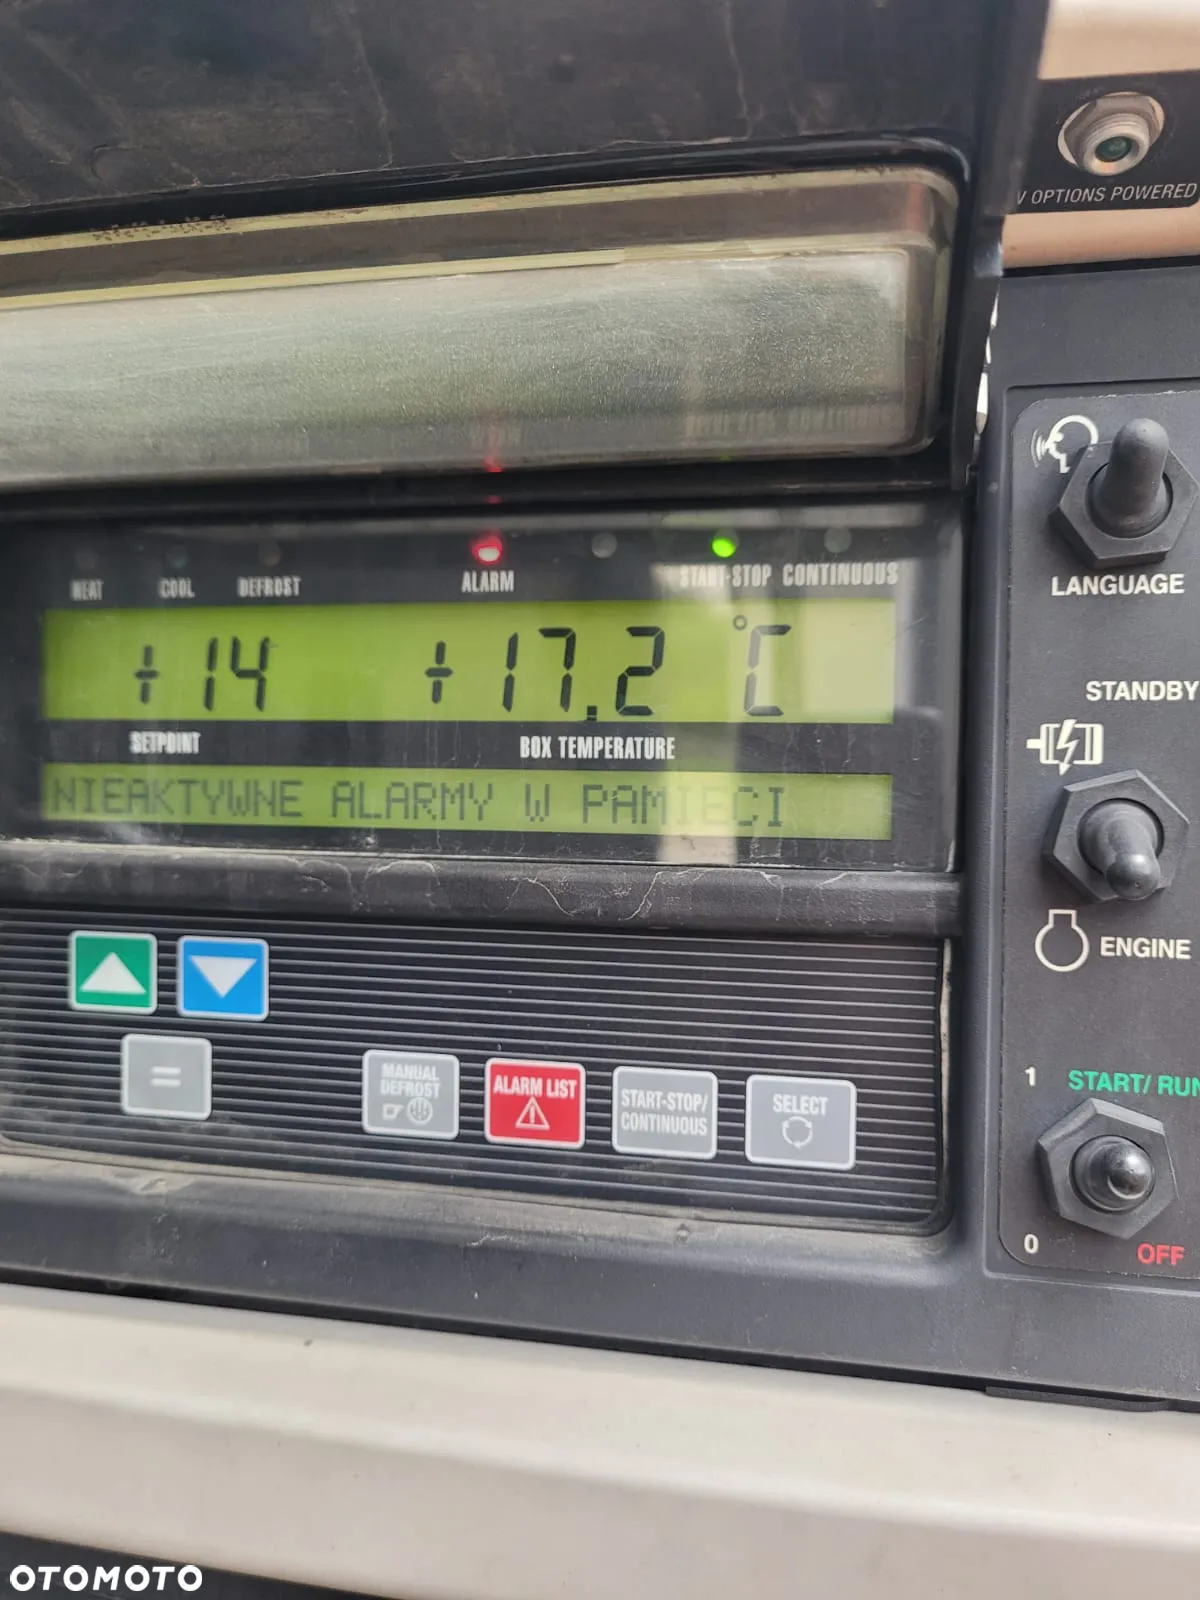 V OPTIONS POWERED
LANGUAGE
STANDBY
ENGINE
1 START/ RUN
0 OFF
HEAT COOL DEFROST ALARM START-STOP CONTINUOUS
+14 +17.2 °C
SETPOINT BOX TEMPERATURE
NIEAKTYWNE ALARMY W PAMIECI
=
MANUAL
DEFROST
ALARM LIST
START-STOP/
CONTINUOUS
SELECT
OTOMOTO